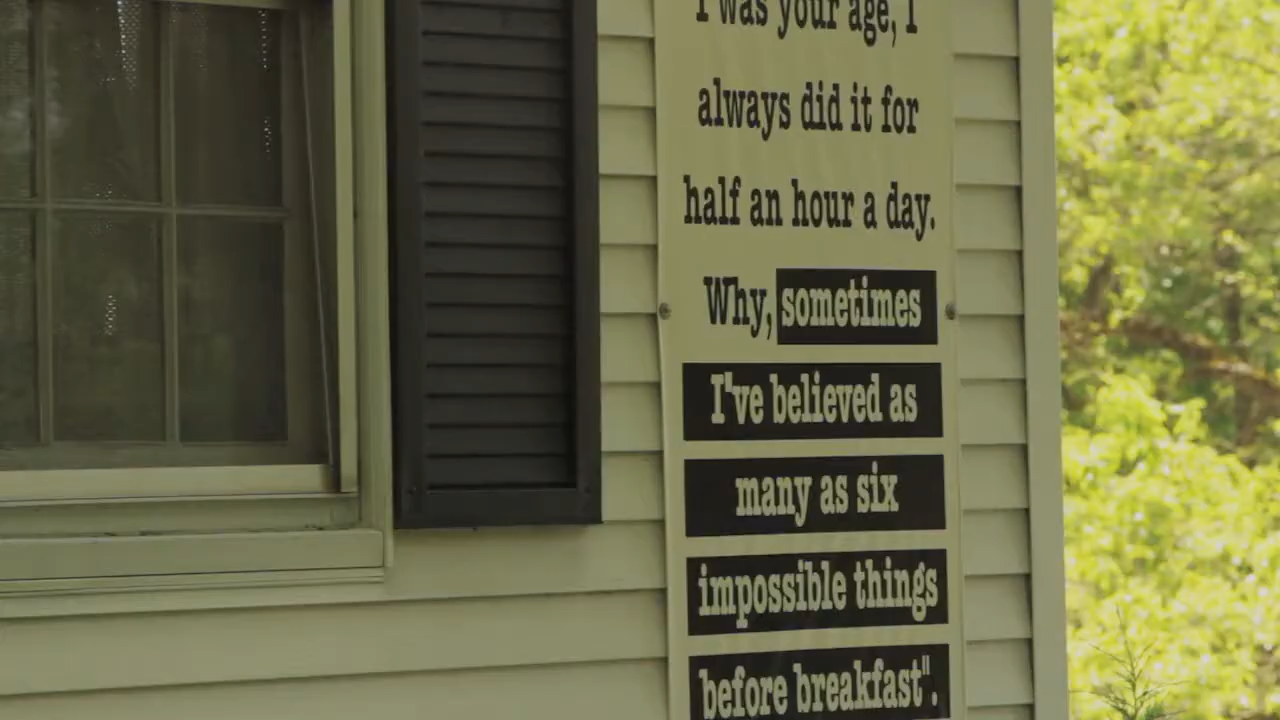 I was your age, I
always did it for
half an hour a day.
Why, sometimes
I've believed as
many as six
impossible things
before breakfast".